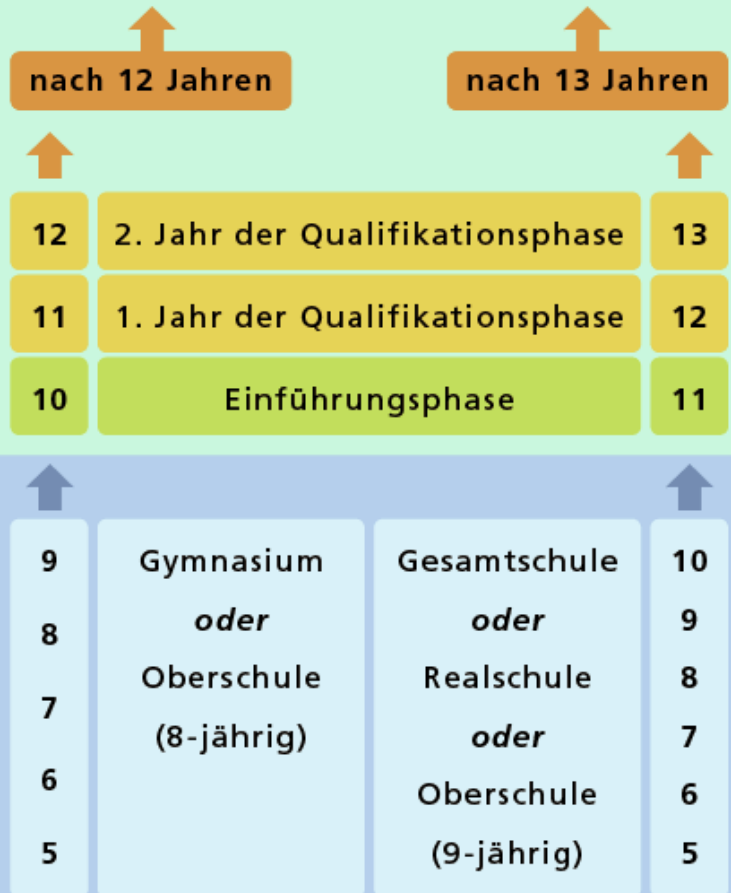 nach 12 Jahren nach 13 Jahren
12 2. Jahr der Qualifikationsphase 13
11 1. Jahr der Qualifikationsphase 12
10 Einführungsphase 11
9 Gymnasium Gesamtschule 10
8 oder oder 9
7 Oberschule Realschule 8
(8-jährig) oder 7
6 Oberschule 6
5 (9-jährig) 5